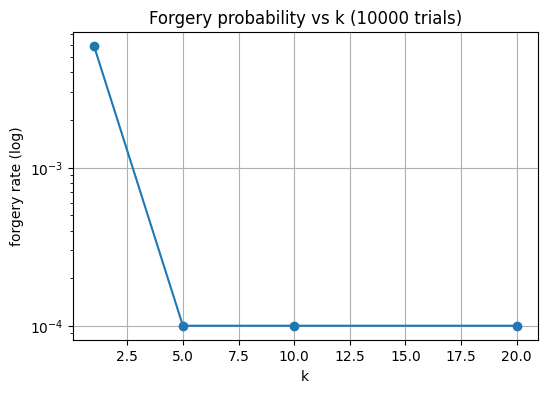 Forgery probability vs k (10000 trials)
forgery rate (log)
10⁻³
10⁻⁴
2.5 5.0 7.5 10.0 12.5 15.0 17.5 20.0
k